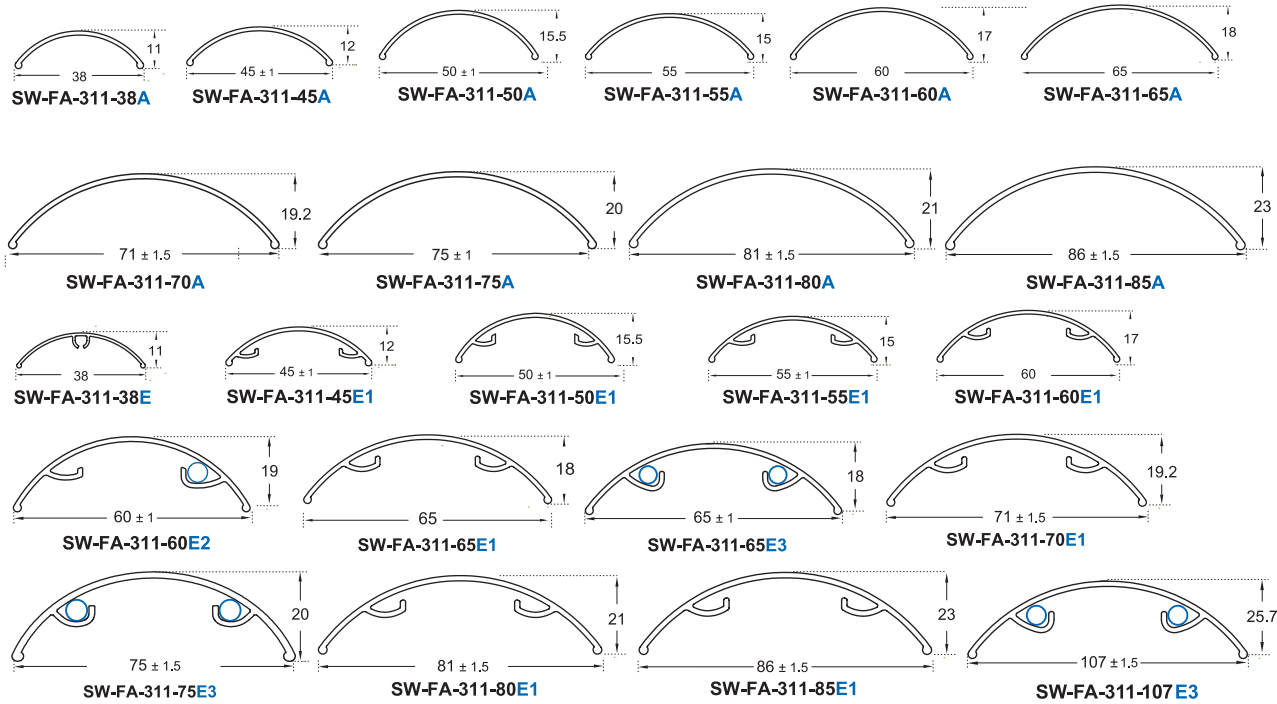 11 12 15.5 15 17 18
38 45 ± 1 50 ± 1 55 60 65
SW-FA-311-38A SW-FA-311-45A SW-FA-311-50A SW-FA-311-55A SW-FA-311-60A SW-FA-311-65A
19.2 20 21 23
71 ± 1.5 75 ± 1 81 ± 1.5 86 ± 1.5
SW-FA-311-70A SW-FA-311-75A SW-FA-311-80A SW-FA-311-85A
11 12 15.5 15 17
38 45 ± 1 50 ± 1 55 ± 1 60
SW-FA-311-38E SW-FA-311-45E1 SW-FA-311-50E1 SW-FA-311-55E1 SW-FA-311-60E1
19 18 18 19.2
60 ± 1 65 65 ± 1 71 ± 1.5
SW-FA-311-60E2 SW-FA-311-65E1 SW-FA-311-65E3 SW-FA-311-70E1
20 21 23 25.7
75 ± 1.5 81 ± 1.5 86 ± 1.5 107 ± 1.5
SW-FA-311-75E3 SW-FA-311-80E1 SW-FA-311-85E1 SW-FA-311-107E3